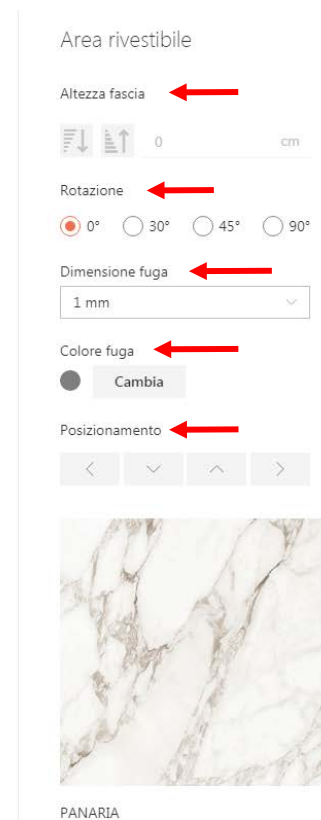 Area rivestibile
Altezza fascia
0 cm
Rotazione
0° 30° 45° 90°
Dimensione fuga
1 mm
Colore fuga
Cambia
Posizionamento
PANARIA